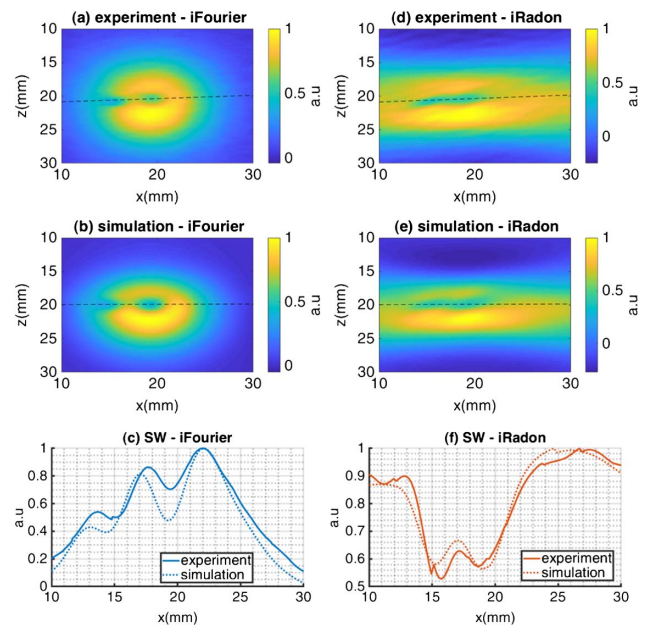 (a) experiment - iFourier
10
15
20
25
30
z(mm)
10
20
30
x(mm)
1
0.5
0
a.u
(d) experiment - iRadon
10
15
20
25
30
z(mm)
10
20
30
x(mm)
1
0.5
0
a.u
(b) simulation - iFourier
10
15
20
25
30
z(mm)
10
20
30
x(mm)
1
0.5
0
a.u
(e) simulation - iRadon
10
15
20
25
30
z(mm)
10
20
30
x(mm)
1
0.5
0
a.u
(c) SW - iFourier
1
0.8
0.6
0.4
0.2
0
a.u
experiment
simulation
10
15
20
25
30
x(mm)
(f) SW - iRadon
1
0.9
0.8
0.7
0.6
0.5
a.u
experiment
simulation
10
15
20
25
30
x(mm)